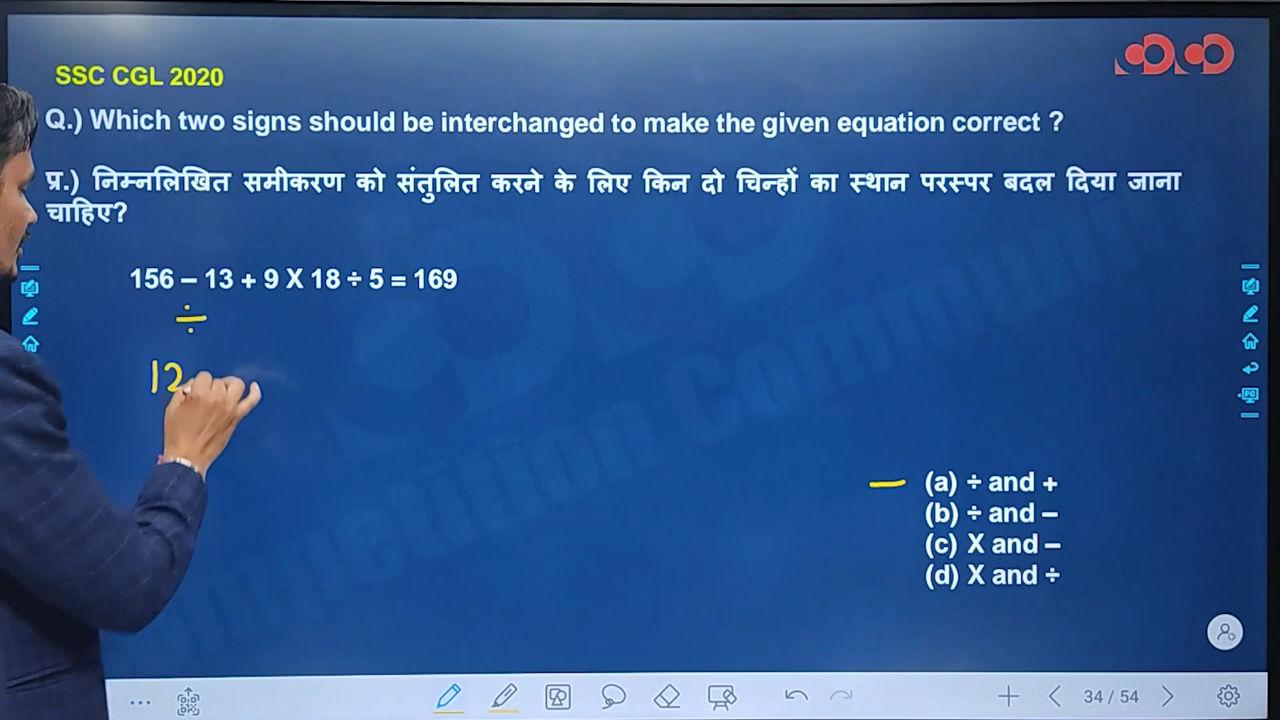 SSC CGL 2020
Q.) Which two signs should be interchanged to make the given equation correct ?
प्र.) निम्नलिखित समीकरण को संतुलित करने के लिए किन दो चिन्हों का स्थान परस्पर बदल दिया जाना
चाहिए?
156 – 13 + 9 X 18 ÷ 5 = 169
÷
12
(a) ÷ and +
(b) ÷ and –
(c) X and –
(d) X and ÷
34 / 54